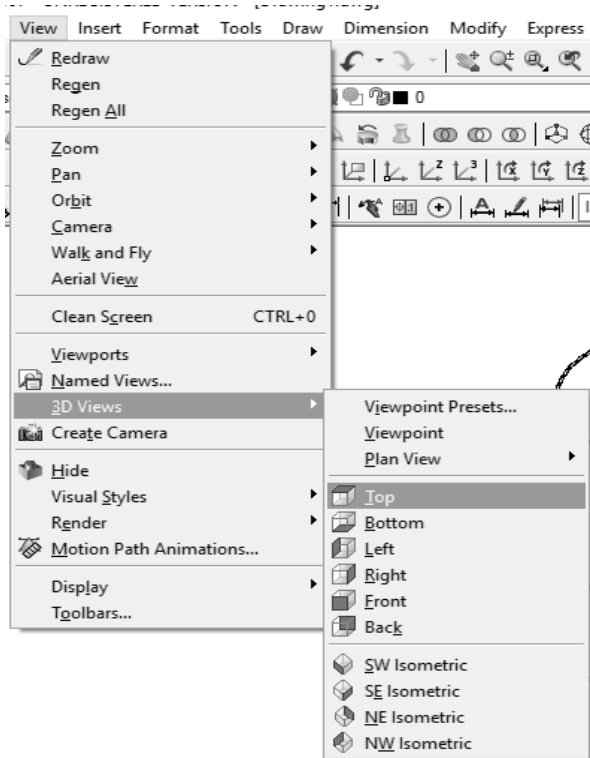 View Insert Format Tools Draw Dimension Modify Express
Redraw
Regen
Regen All
0
Zoom
Pan
Orbit
Camera
Walk and Fly
Aerial View
Clean Screen CTRL+0
Viewports
Named Views...
3D Views
Create Camera
Hide
Visual Styles
Render
Motion Path Animations...
Display
Toolbars...
Viewpoint Presets...
Viewpoint
Plan View
Top
Bottom
Left
Right
Front
Back
SW Isometric
SE Isometric
NE Isometric
NW Isometric